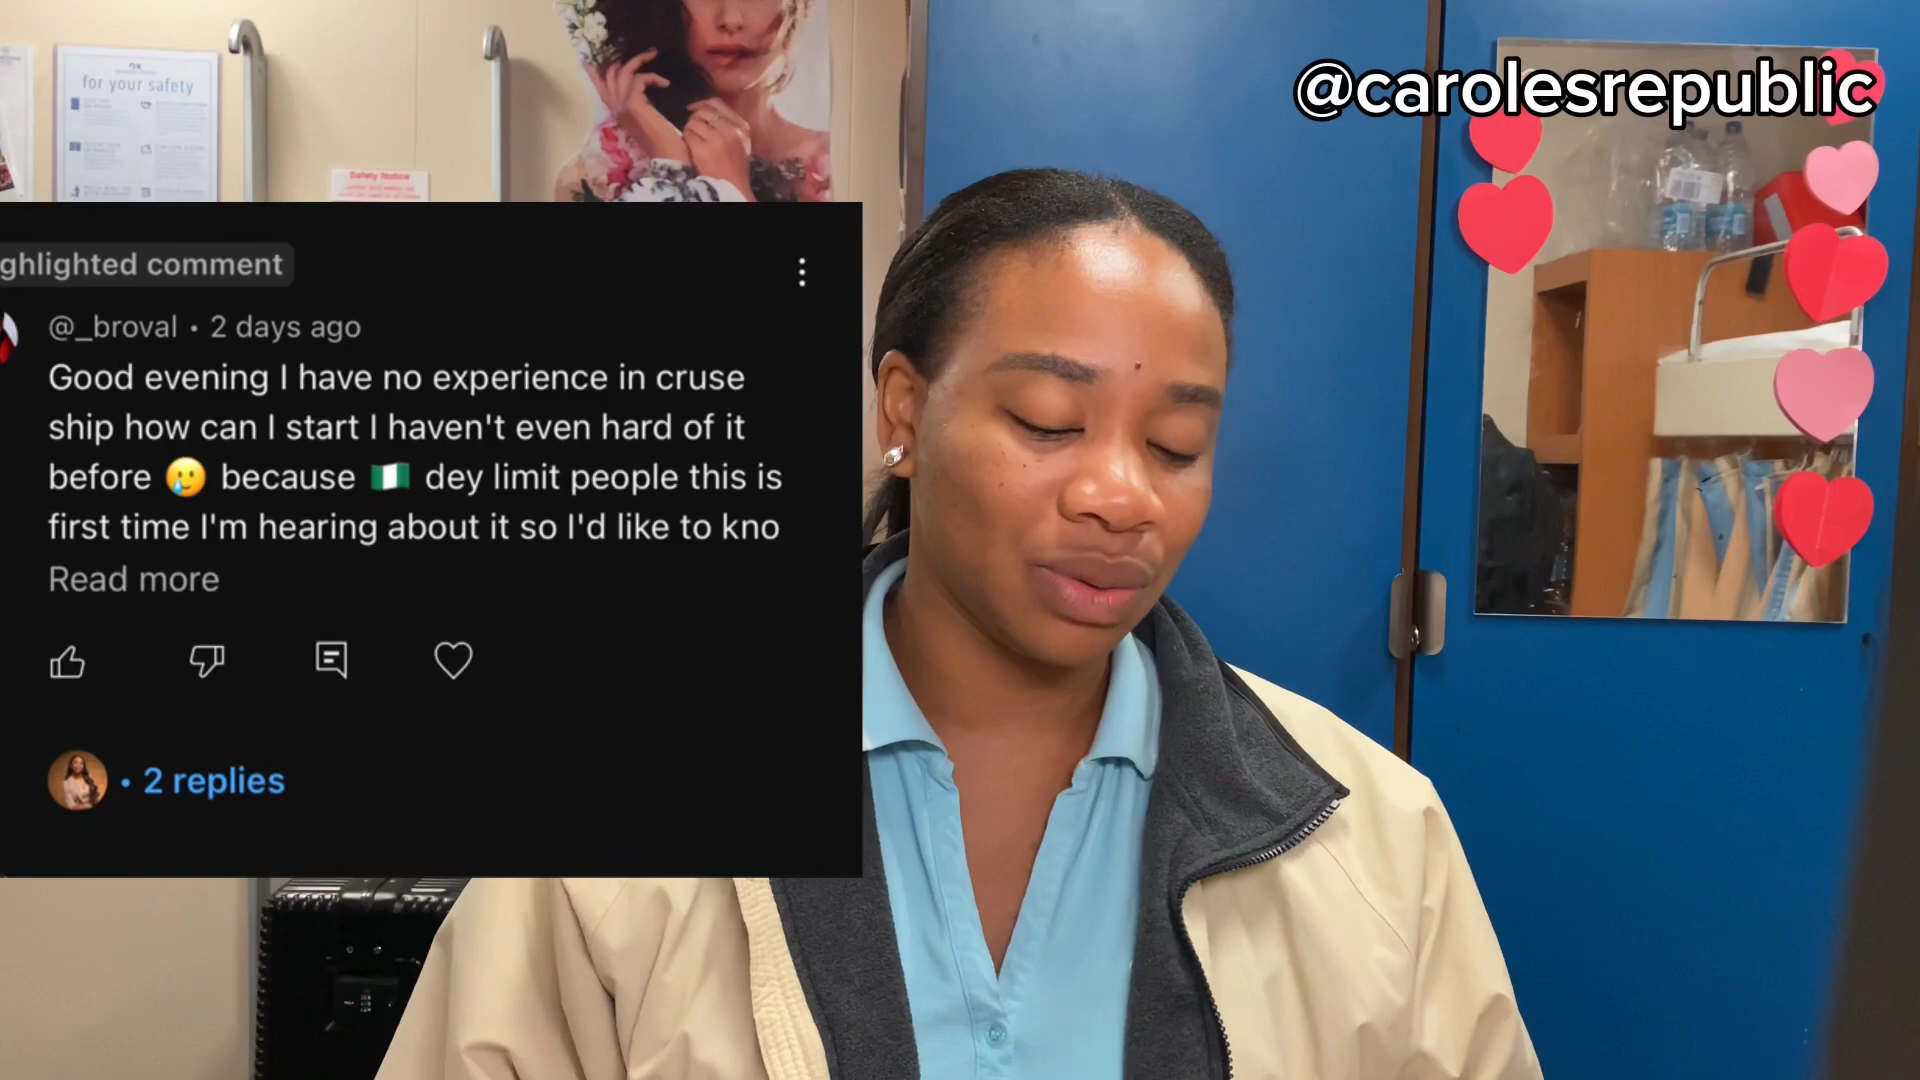 @carolesrepublic
for your safety
Safety Notice
ghlighted comment
@_broval • 2 days ago
Good evening I have no experience in cruse
ship how can I start I haven't even hard of it
before 🥲 because 🇳🇬 dey limit people this is
first time I'm hearing about it so I'd like to kno
Read more
• 2 replies